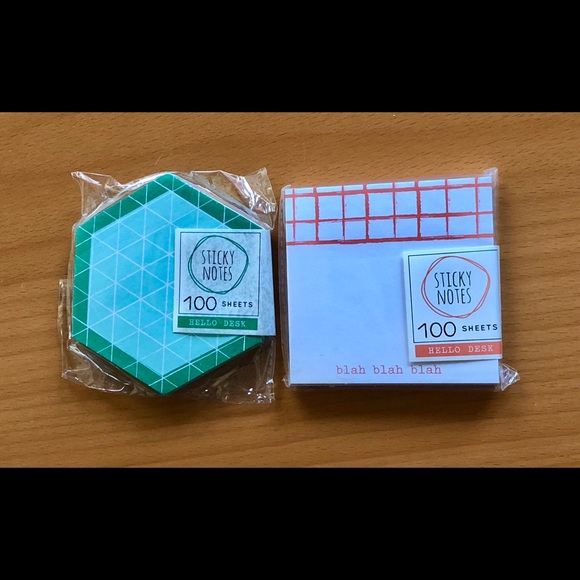 STICKY
NOTES
100 SHEETS
HELLO DESK
STICKY
NOTES
100 SHEETS
HELLO DESK
blah blah blah